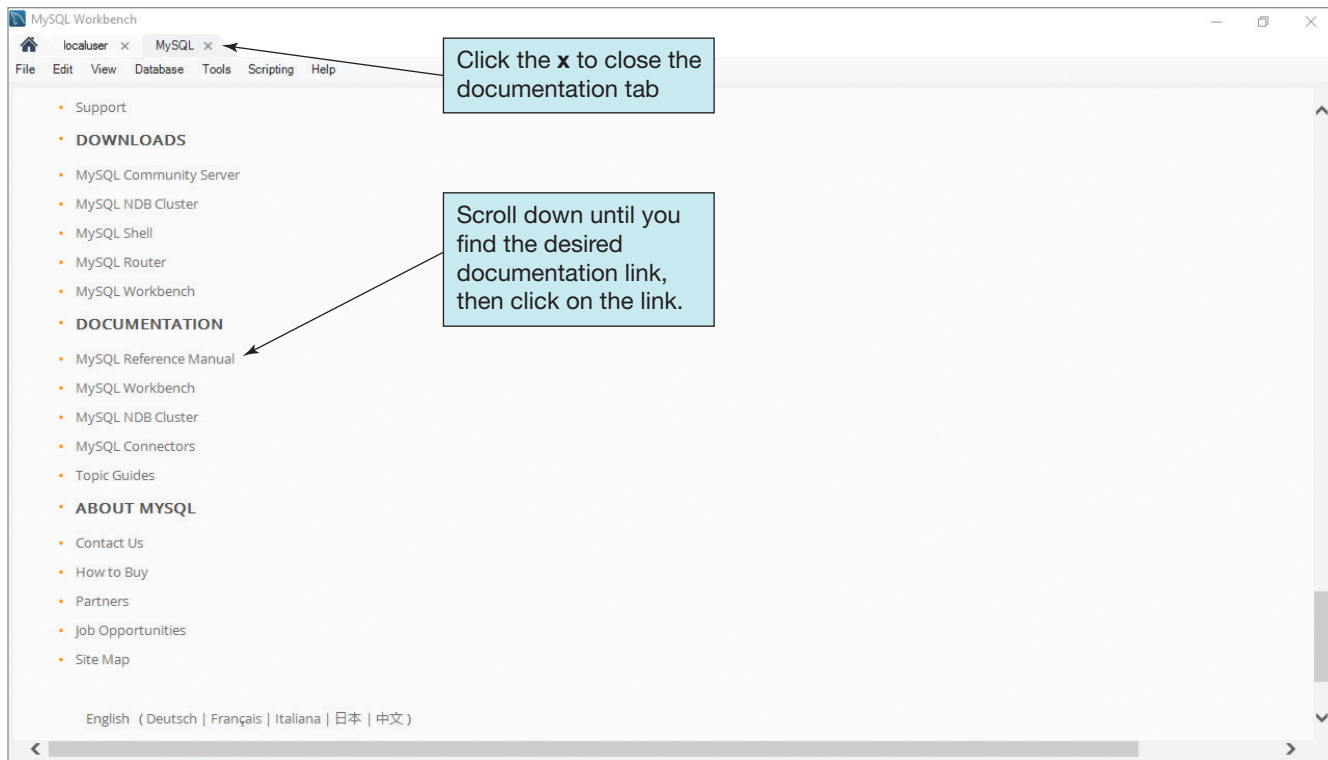 MySQL Workbench
localuser × MySQL ×
File Edit View Database Tools Scripting Help
Click the x to close the
documentation tab
• Support
• DOWNLOADS
• MySQL Community Server
• MySQL NDB Cluster
• MySQL Shell
• MySQL Router
• MySQL Workbench
Scroll down until you
find the desired
documentation link,
then click on the link.
• DOCUMENTATION
• MySQL Reference Manual
• MySQL Workbench
• MySQL NDB Cluster
• MySQL Connectors
• Topic Guides
• ABOUT MYSQL
• Contact Us
• How to Buy
• Partners
• Job Opportunities
• Site Map
English ( Deutsch | Français | Italiana | 日本 | 中文 )